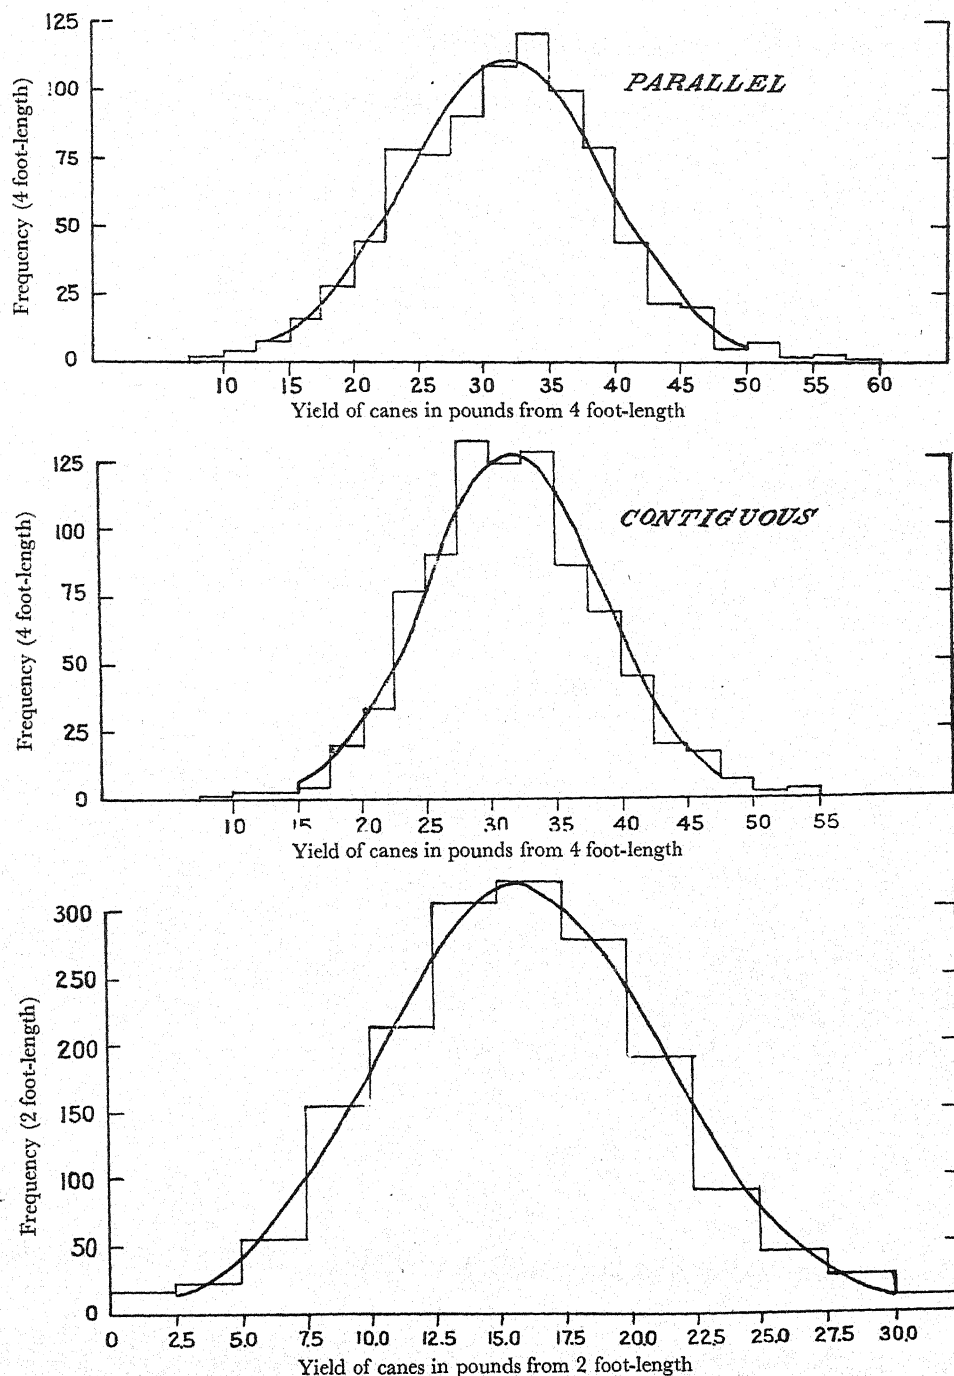 125
100
75
50
25
0
Frequency (4 foot-length)
PARALLEL
10 15 20 25 30 35 40 45 50 55 60
Yield of canes in pounds from 4 foot-length
125
100
75
50
25
0
Frequency (4 foot-length)
CONTIGUOUS
10 15 20 25 30 35 40 45 50 55
Yield of canes in pounds from 4 foot-length
300
250
200
150
100
50
0
Frequency (2 foot-length)
0 2.5 5.0 7.5 10.0 12.5 15.0 17.5 20.0 22.5 25.0 27.5 30.0
Yield of canes in pounds from 2 foot-length